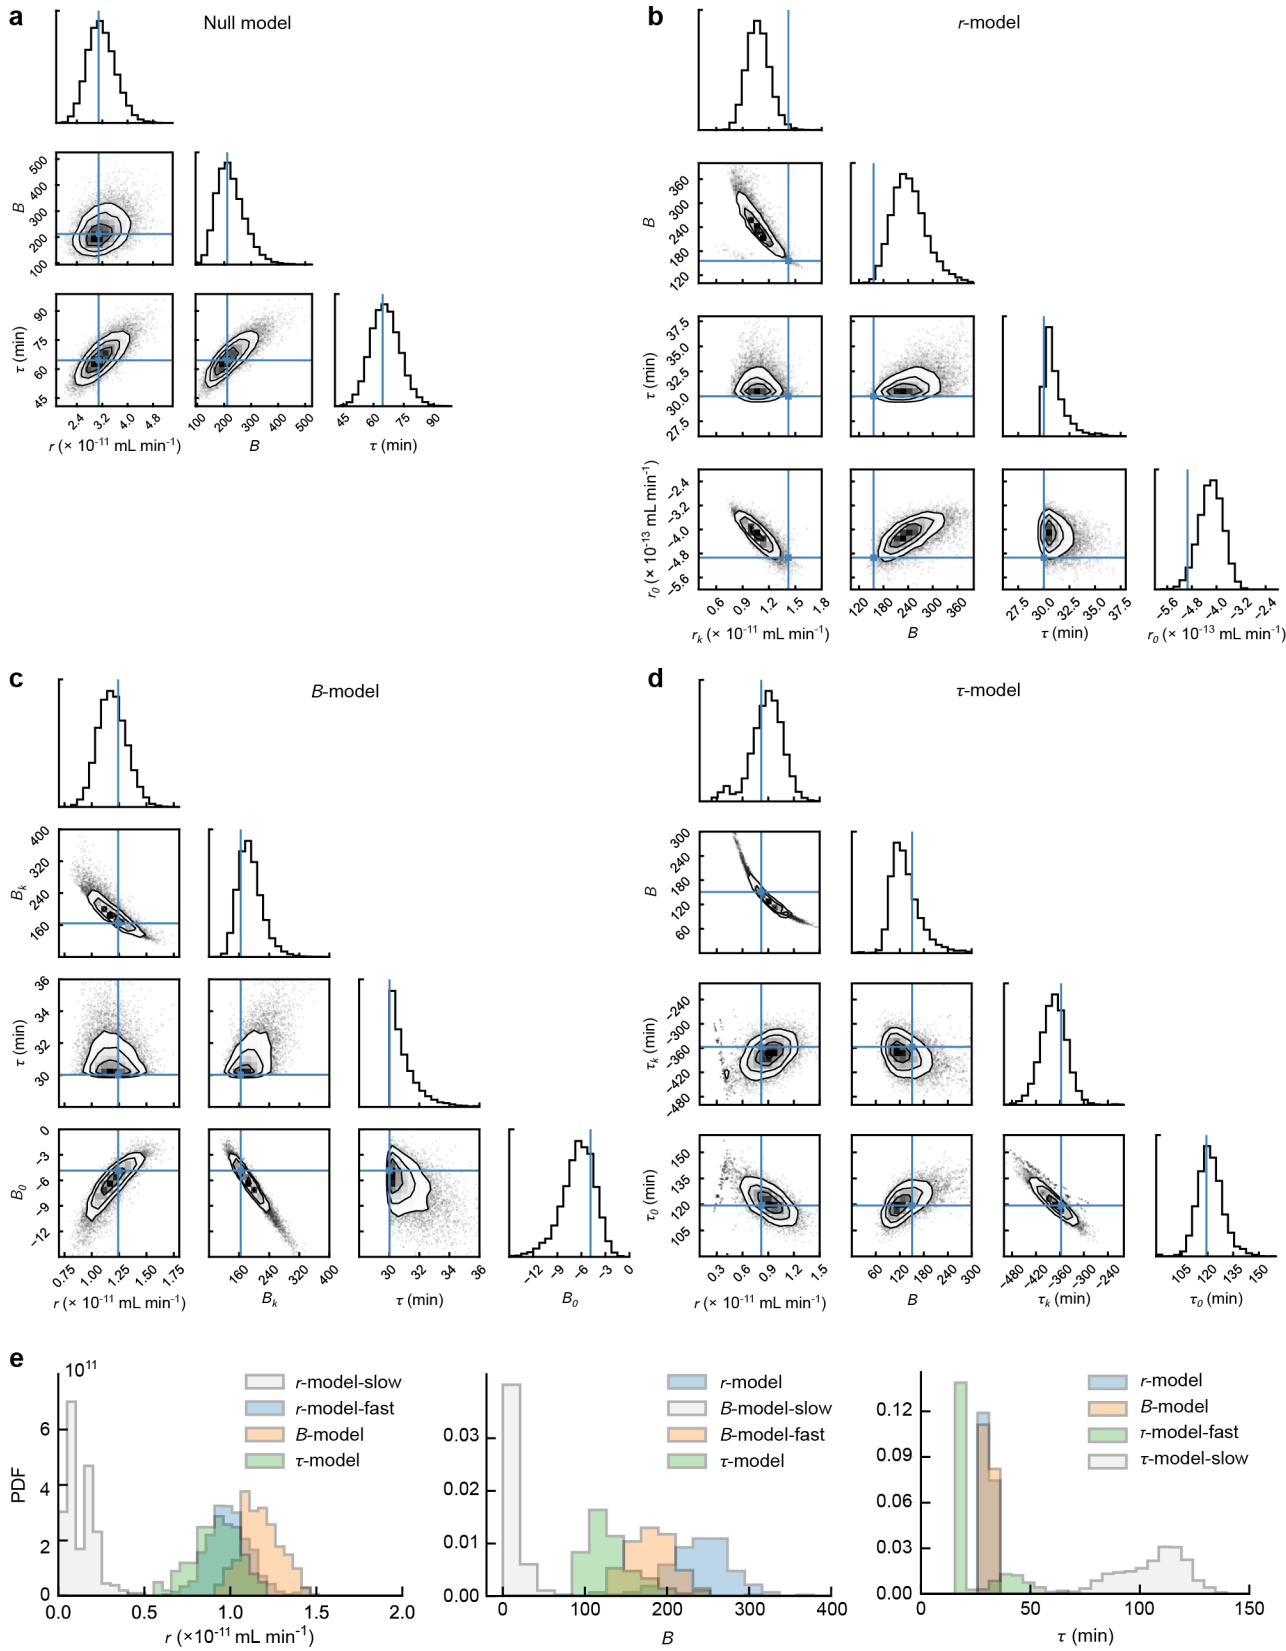 a
Null model
B
500
400
300
200
100
τ (min)
90
75
60
45
2.4
3.2
4.0
4.8
r (× 10⁻¹¹ mL min⁻¹)
100
200
300
400
500
B
45
60
75
90
τ (min)
b
r-model
B
360
300
240
180
120
τ (min)
37.5
35.0
32.5
30.0
27.5
r₀ (× 10⁻¹³ mL min⁻¹)
−2.4
−3.2
−4.0
−4.8
−5.6
0.6
0.9
1.2
1.5
1.8
rₖ (× 10⁻¹¹ mL min⁻¹)
120
180
240
300
360
B
27.5
30.0
32.5
35.0
37.5
τ (min)
−5.6
−4.8
−4.0
−3.2
−2.4
r₀ (× 10⁻¹³ mL min⁻¹)
c
B-model
Bₖ
400
320
240
160
τ (min)
36
34
32
30
B₀
0
−3
−6
−9
−12
0.75
1.00
1.25
1.50
1.75
r (× 10⁻¹¹ mL min⁻¹)
160
240
320
400
Bₖ
30
32
34
36
τ (min)
−12
−9
−6
−3
0
B₀
d
τ-model
B
300
240
180
120
60
τₖ (min)
−240
−300
−360
−420
−480
τ₀ (min)
150
135
120
105
0.3
0.6
0.9
1.2
1.5
r (× 10⁻¹¹ mL min⁻¹)
60
120
180
240
300
B
−480
−420
−360
−300
−240
τₖ (min)
105
120
135
150
τ₀ (min)
e
10¹¹
PDF
6
4
2
0
0.0
0.5
1.0
1.5
2.0
r (×10⁻¹¹ mL min⁻¹)
r-model-slow
r-model-fast
B-model
τ-model
0.03
0.02
0.01
0.00
0
100
200
300
400
B
r-model
B-model-slow
B-model-fast
τ-model
0.12
0.09
0.06
0.03
0.00
0
50
100
150
τ (min)
r-model
B-model
τ-model-fast
τ-model-slow